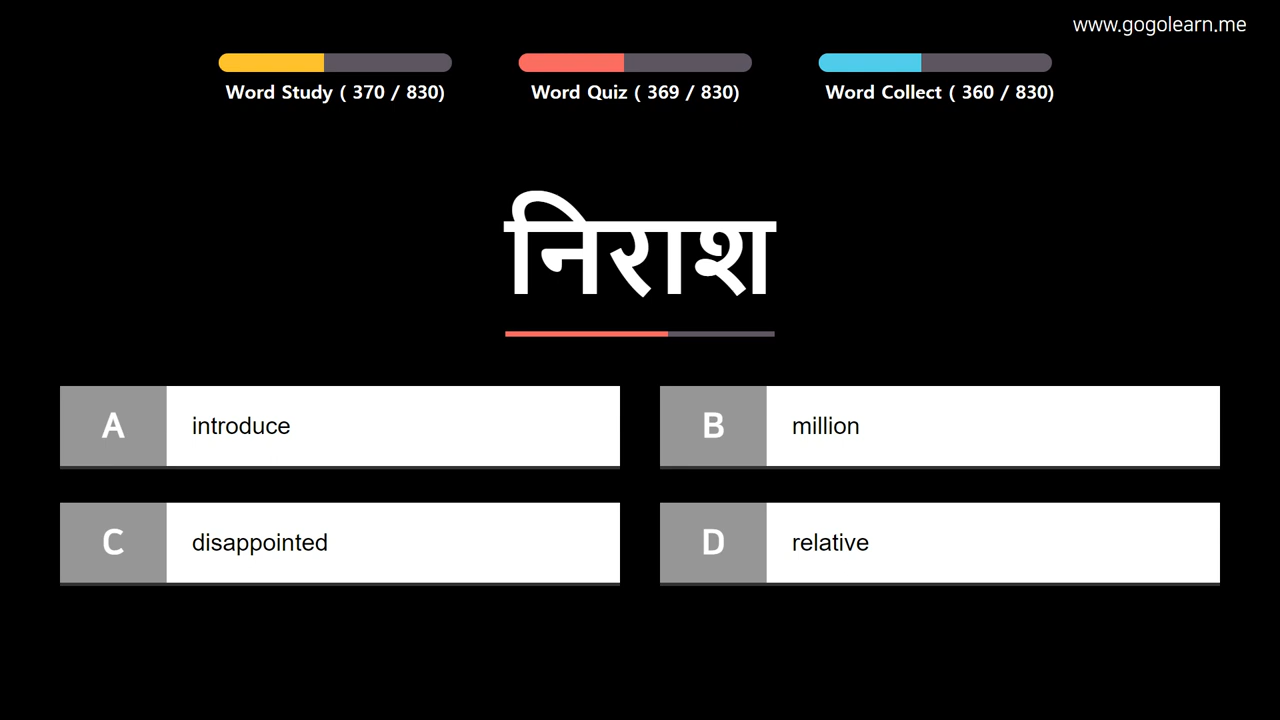 www.gogolearn.me
Word Study ( 370 / 830)
Word Quiz ( 369 / 830)
Word Collect ( 360 / 830)
निराश
A introduce
B million
C disappointed
D relative